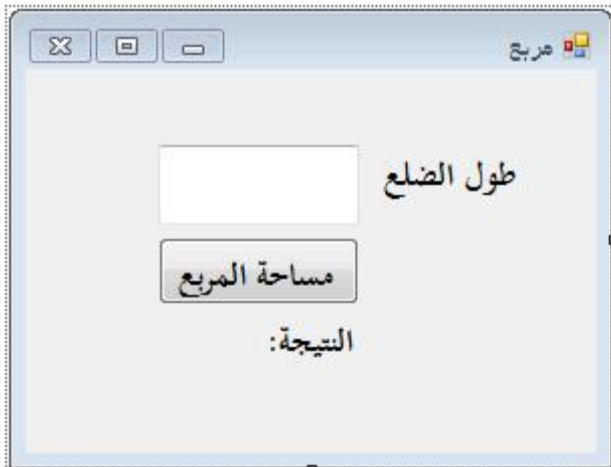 مربع
طول الضلع
مساحة المربع
النتيجة: